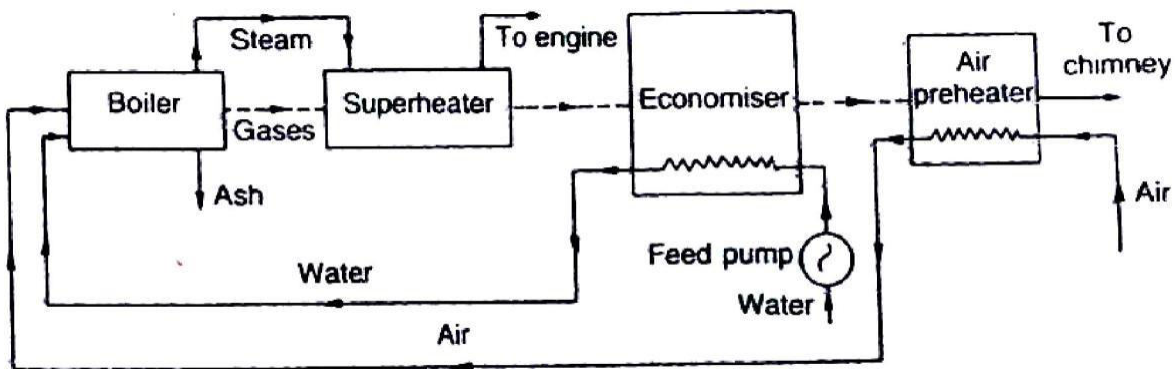 Steam
To engine
To
chimney
Boiler
Gases
Superheater
Economiser
Air
preheater
Ash
Air
Feed pump
Water
Water
Air